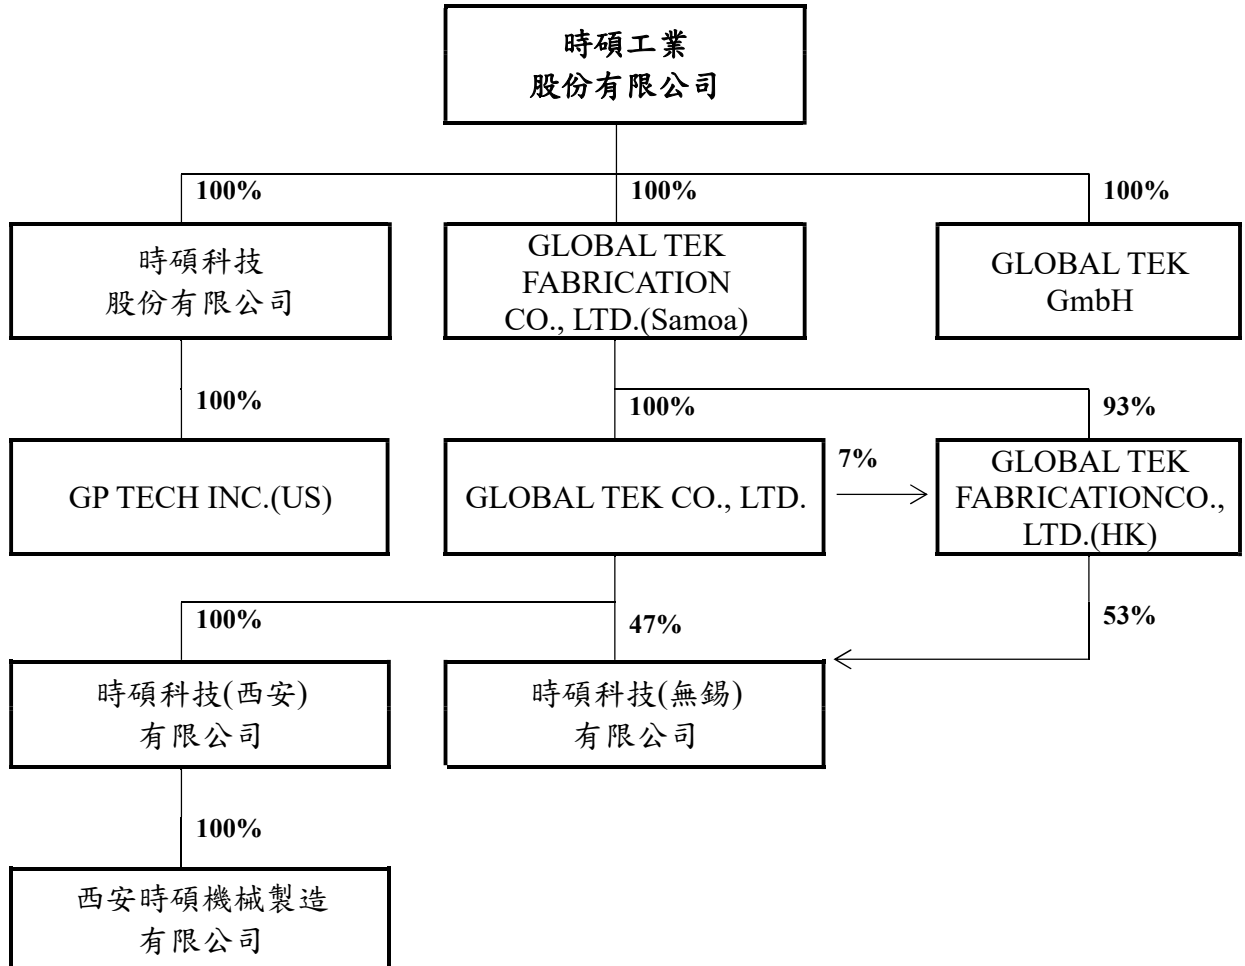 時碩工業
股份有限公司
100%
100%
100%
時碩科技
股份有限公司
GLOBAL TEK
FABRICATION
CO., LTD.(Samoa)
GLOBAL TEK
GmbH
100%
100%
93%
GP TECH INC.(US)
GLOBAL TEK CO., LTD.
7%
GLOBAL TEK
FABRICATIONCO.,
LTD.(HK)
100%
47%
53%
時碩科技(西安)
有限公司
時碩科技(無錫)
有限公司
100%
西安時碩機械製造
有限公司